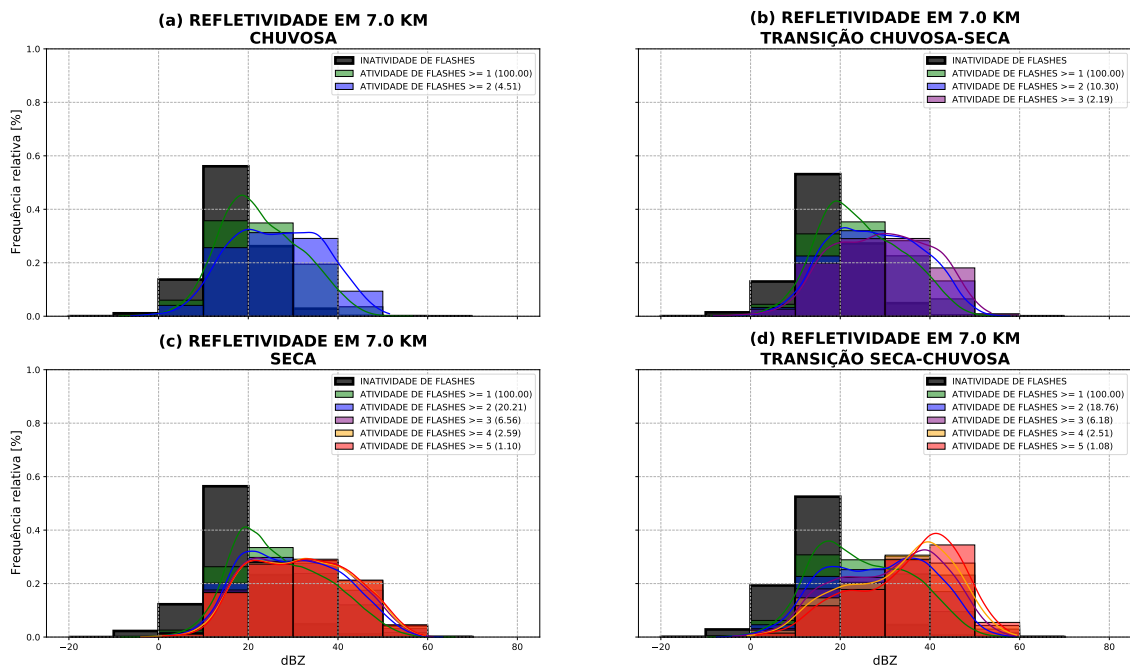 (a) REFLETIVIDADE EM 7.0 KM
CHUVOSA
INATIVIDADE DE FLASHES
ATIVIDADE DE FLASHES >= 1 (100.00)
ATIVIDADE DE FLASHES >= 2 (4.51)
Frequência relativa [%]
1.0
0.8
0.6
0.4
0.2
0.0
(b) REFLETIVIDADE EM 7.0 KM
TRANSIÇÃO CHUVOSA-SECA
INATIVIDADE DE FLASHES
ATIVIDADE DE FLASHES >= 1 (100.00)
ATIVIDADE DE FLASHES >= 2 (10.30)
ATIVIDADE DE FLASHES >= 3 (2.19)
(c) REFLETIVIDADE EM 7.0 KM
SECA
INATIVIDADE DE FLASHES
ATIVIDADE DE FLASHES >= 1 (100.00)
ATIVIDADE DE FLASHES >= 2 (20.21)
ATIVIDADE DE FLASHES >= 3 (6.56)
ATIVIDADE DE FLASHES >= 4 (2.59)
ATIVIDADE DE FLASHES >= 5 (1.10)
Frequência relativa [%]
1.0
0.8
0.6
0.4
0.2
0.0
−20 0 20 40 60 80
dBZ
(d) REFLETIVIDADE EM 7.0 KM
TRANSIÇÃO SECA-CHUVOSA
INATIVIDADE DE FLASHES
ATIVIDADE DE FLASHES >= 1 (100.00)
ATIVIDADE DE FLASHES >= 2 (18.76)
ATIVIDADE DE FLASHES >= 3 (6.18)
ATIVIDADE DE FLASHES >= 4 (2.51)
ATIVIDADE DE FLASHES >= 5 (1.08)
−20 0 20 40 60 80
dBZ